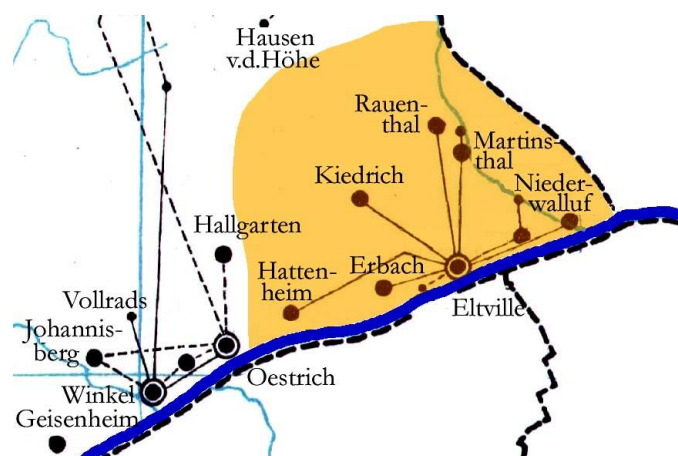 Hausen
v.d.Höhe
Rauen-
thal
Martins-
thal
Kiedrich
Nieder-
walluf
Hallgarten
Hatten-
heim
Erbach
Eltville
Vollrads
Johannis-
berg
Oestrich
Winkel
Geisenheim